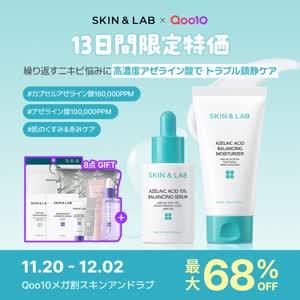 SKIN & LAB × Qoo10
13日間限定特価
繰り返すニキビ悩みに 高濃度アゼライン酸で トラブル鎮静ケア
#カプセルアゼライン酸160,000PPM
#アゼライン酸100,000PPM
#肌のくすみ&赤みケア
8点 GIFT
SKIN & LAB
AZELAIC ACID 10%
BALANCING SERUM
SKIN & LAB
AZELAIC ACID
BALANCING
MOISTURIZER
11.20 - 12.02
Qoo10メガ割スキンアンドラブ
最大68%OFF